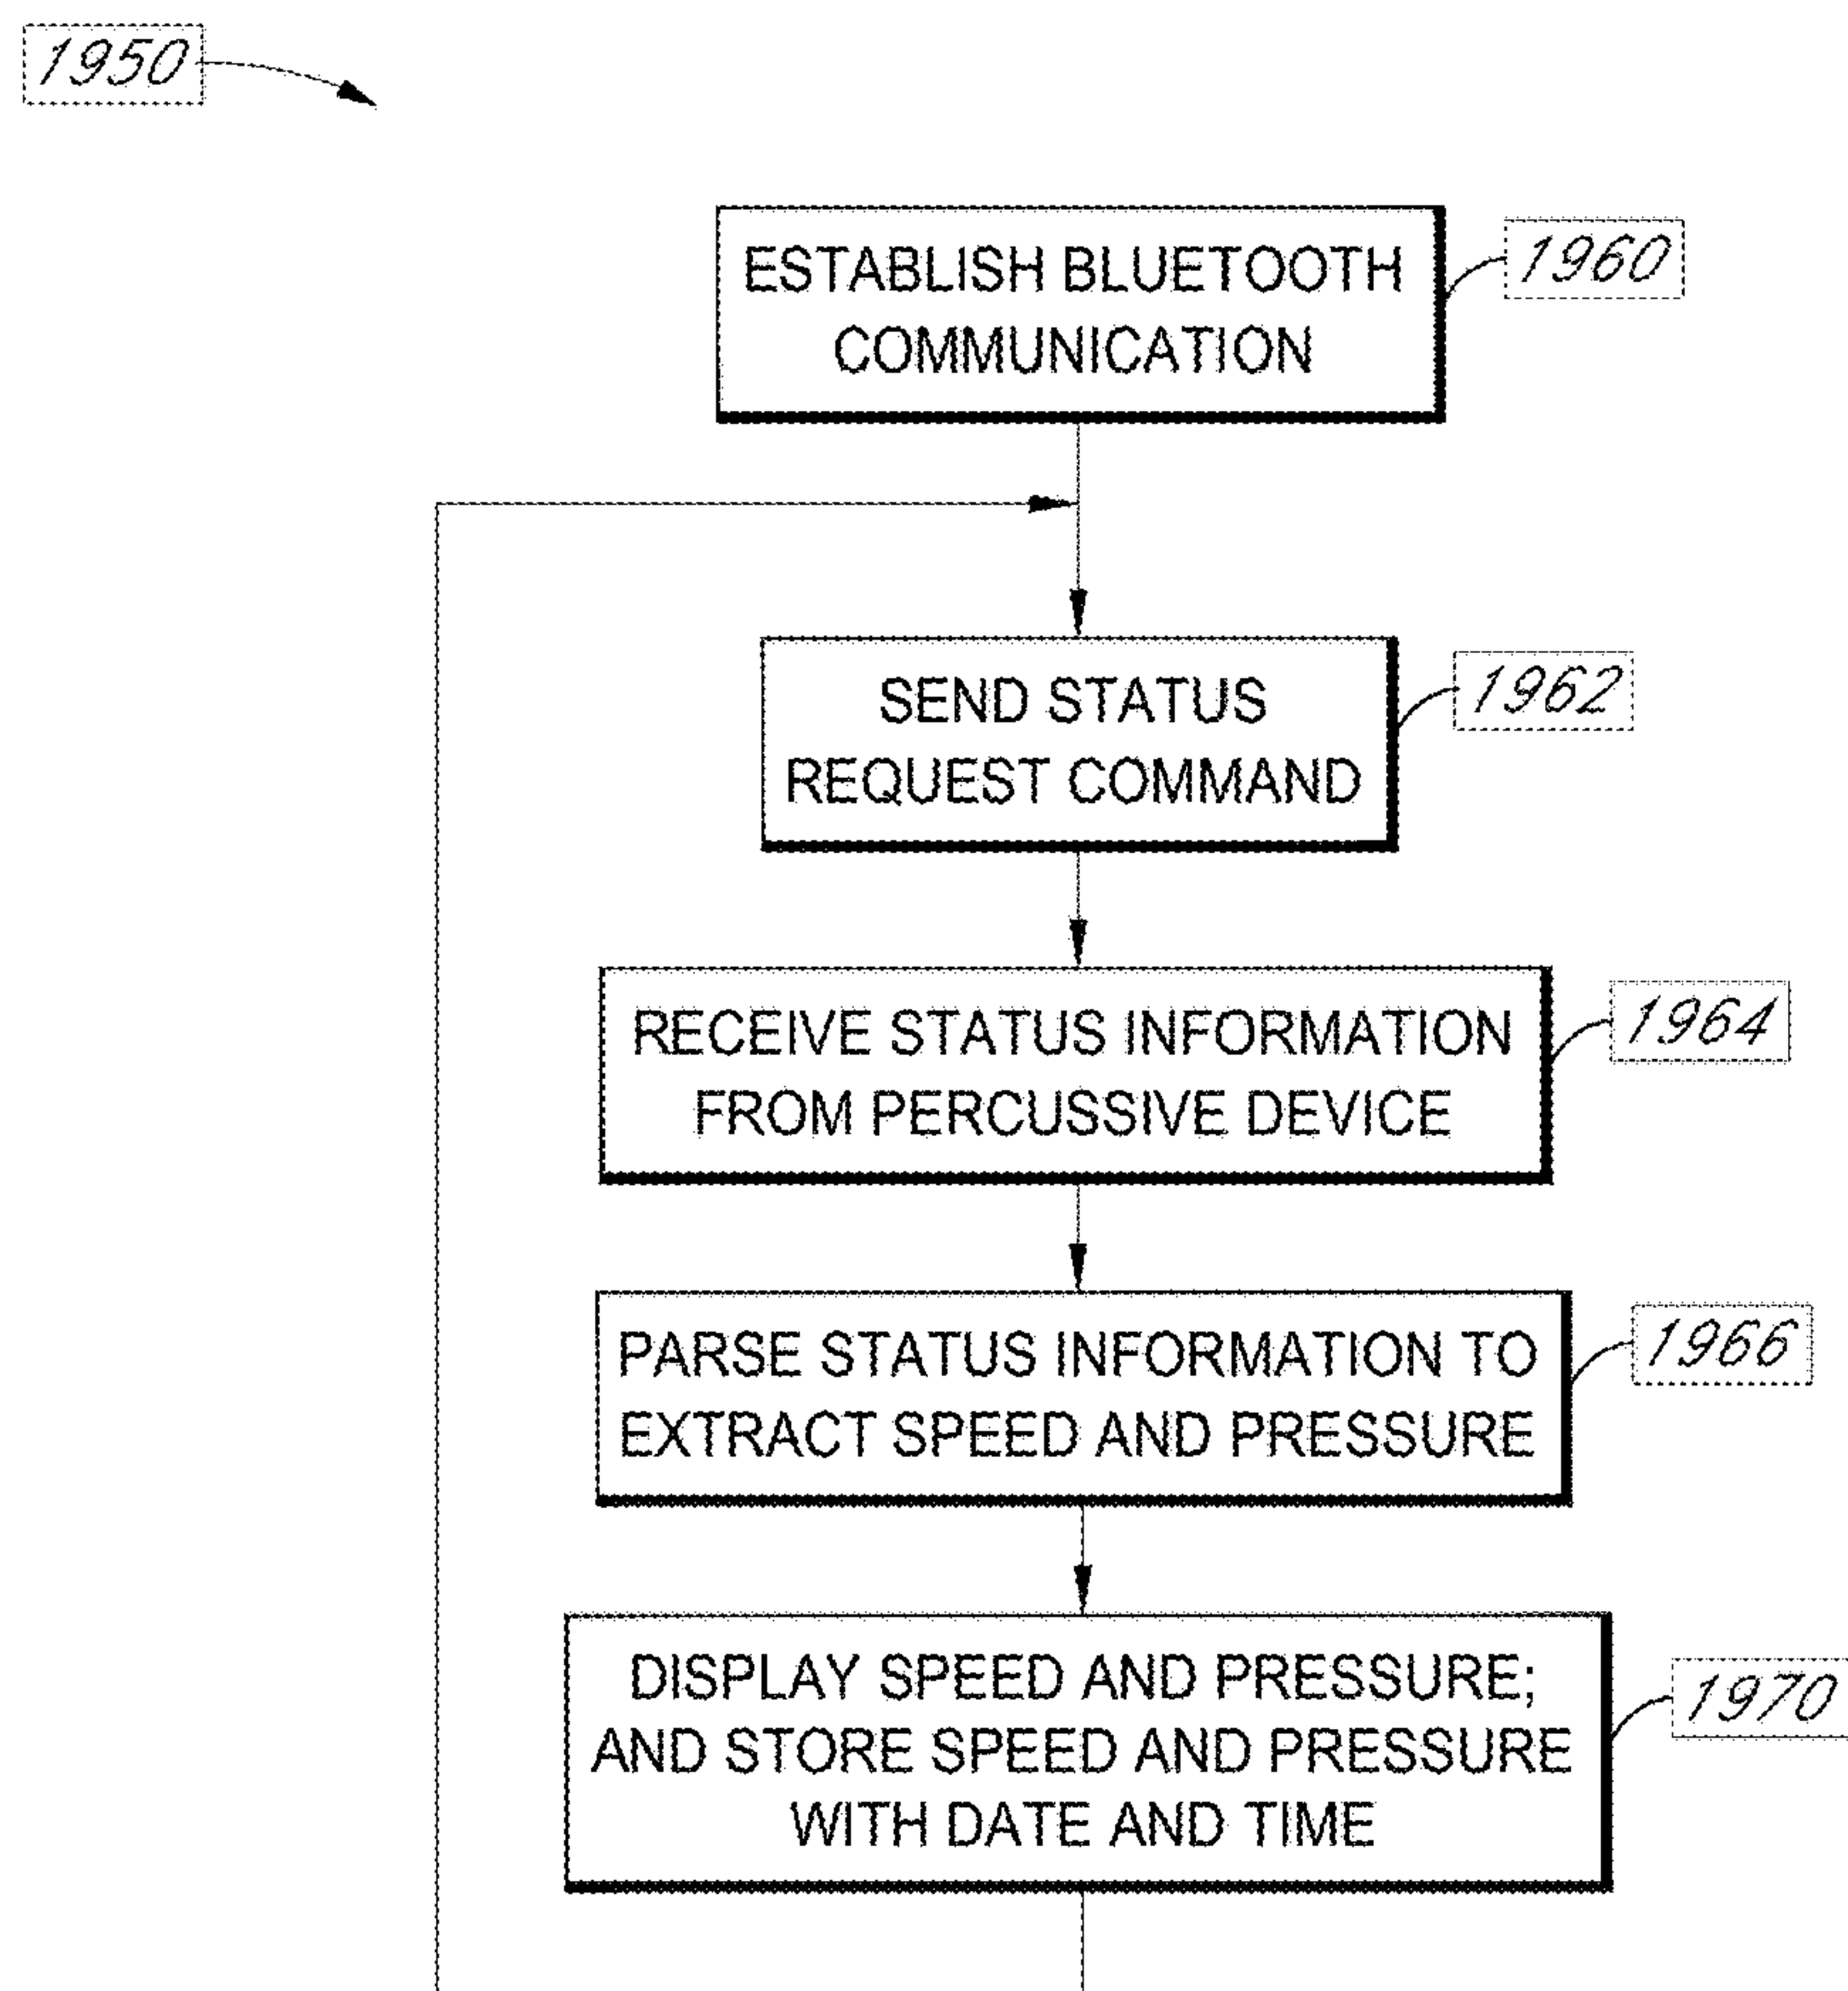 1950
ESTABLISH BLUETOOTH
COMMUNICATION
1960
SEND STATUS
REQUEST COMMAND
1962
RECEIVE STATUS INFORMATION
FROM PERCUSSIVE DEVICE
1964
PARSE STATUS INFORMATION TO
EXTRACT SPEED AND PRESSURE
1966
DISPLAY SPEED AND PRESSURE;
AND STORE SPEED AND PRESSURE
WITH DATE AND TIME
1970